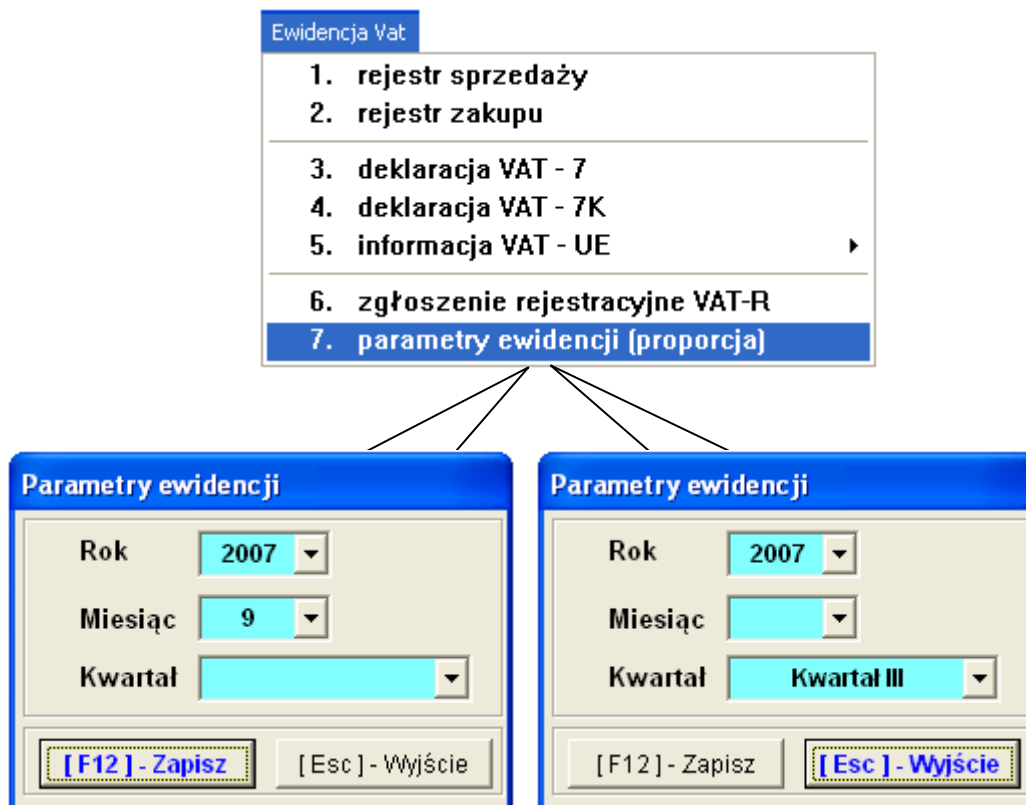 Ewidencja Vat
1. rejestr sprzedaży
2. rejestr zakupu
3. deklaracja VAT - 7
4. deklaracja VAT - 7K
5. informacja VAT - UE
6. zgłoszenie rejestracyjne VAT-R
7. parametry ewidencji (proporcja)
Parametry ewidencji
Rok 2007
Miesiąc 9
Kwartał
[ F12 ] - Zapisz [ Esc ] - Wyjście
Parametry ewidencji
Rok 2007
Miesiąc
Kwartał Kwartał III
[ F12 ] - Zapisz [ Esc ] - Wyjście